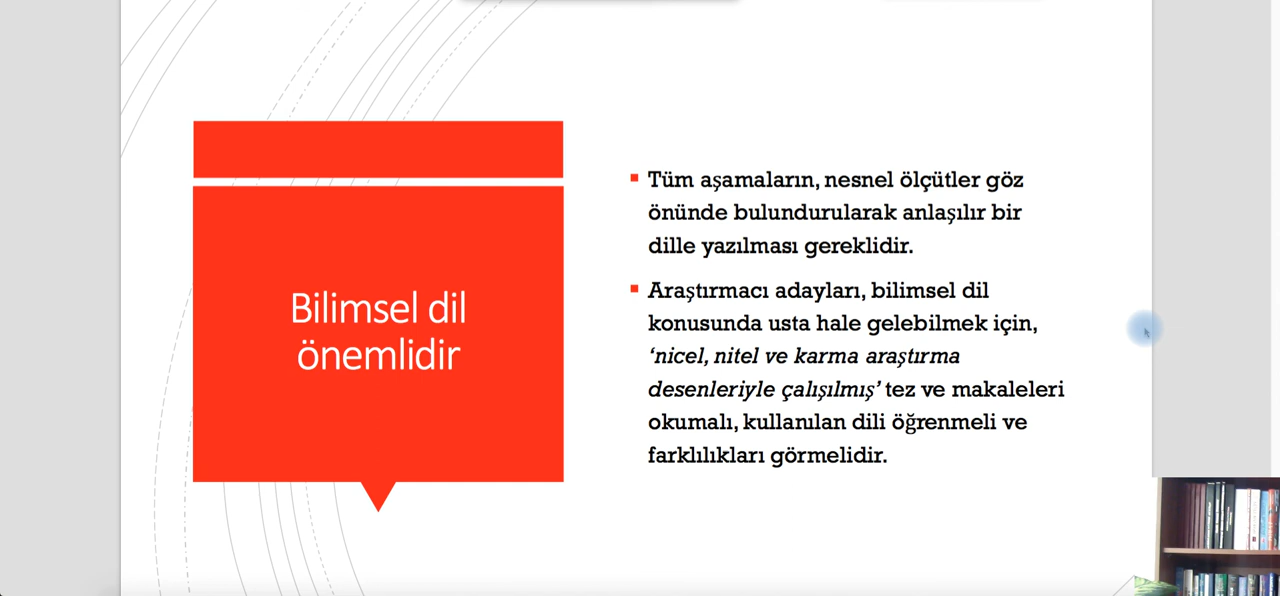 Bilimsel dil
önemlidir
Tüm aşamaların, nesnel ölçütler göz
önünde bulundurularak anlaşılır bir
dille yazılması gereklidir.
Araştırmacı adayları, bilimsel dil
konusunda usta hale gelebilmek için,
‘nicel, nitel ve karma araştırma
desenleriyle çalışılmış’ tez ve makaleleri
okumalı, kullanılan dili öğrenmeli ve
farklılıkları görmelidir.